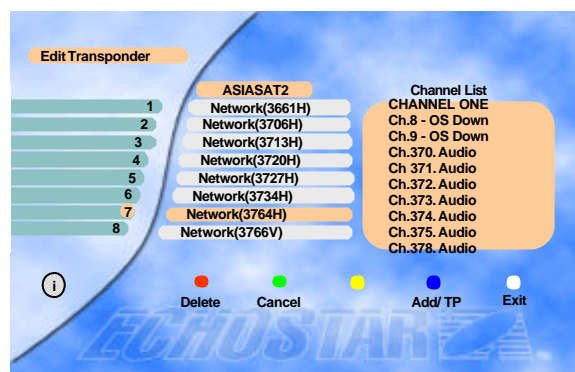 Edit Transponder
ASIASAT2
Channel List
1
2
3
4
5
6
7
8
Network(3661H)
Network(3706H)
Network(3713H)
Network(3720H)
Network(3727H)
Network(3734H)
Network(3764H)
Network(3766V)
CHANNEL ONE
Ch.8 - OS Down
Ch.9 - OS Down
Ch.370. Audio
Ch 371. Audio
Ch.372. Audio
Ch.373. Audio
Ch.374. Audio
Ch.375. Audio
Ch.378. Audio
i
Delete
Cancel
Add/ TP
Exit
ECHOSTAR